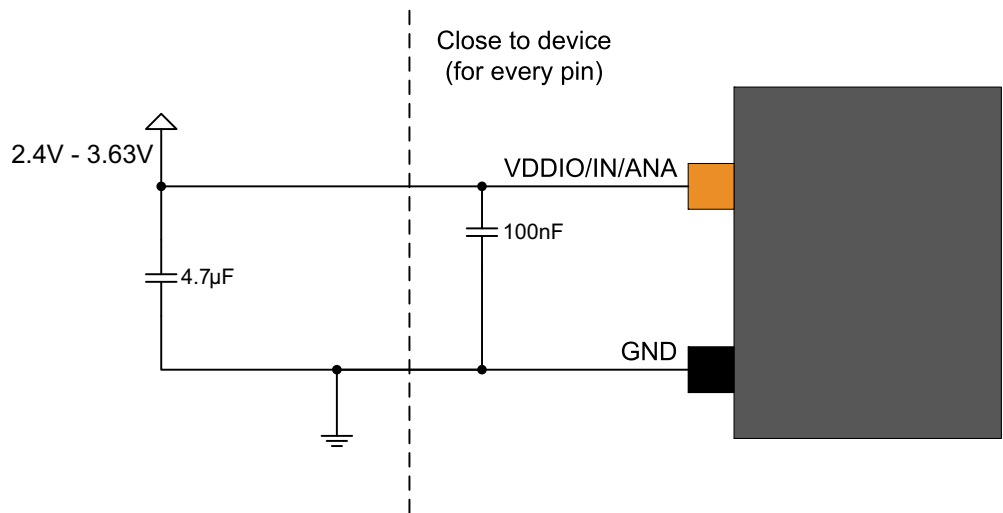 Close to device
(for every pin)
2.4V - 3.63V
VDDIO/IN/ANA
100nF
4.7µF
GND